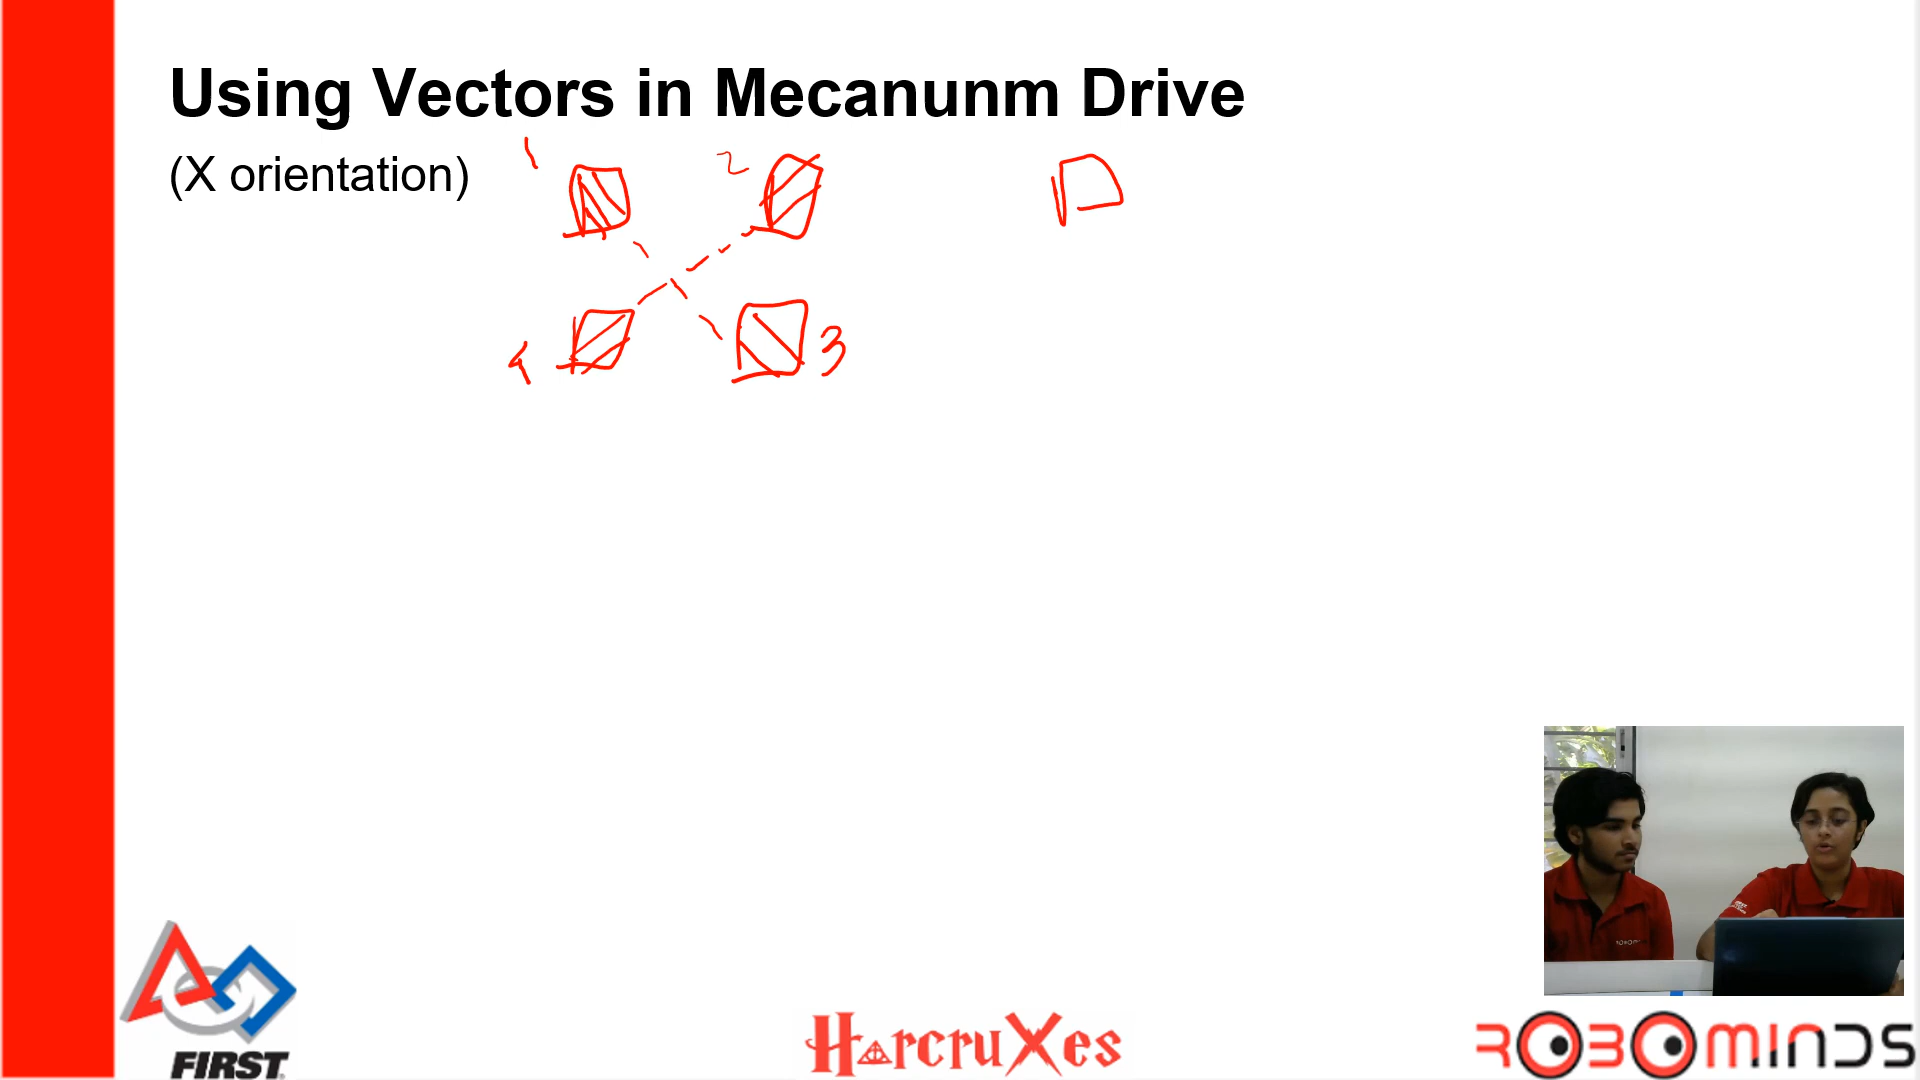 Using Vectors in Mecanunm Drive
(X orientation)
1
2
4
3
FIRST
HarcruXes
ROBOMINDS